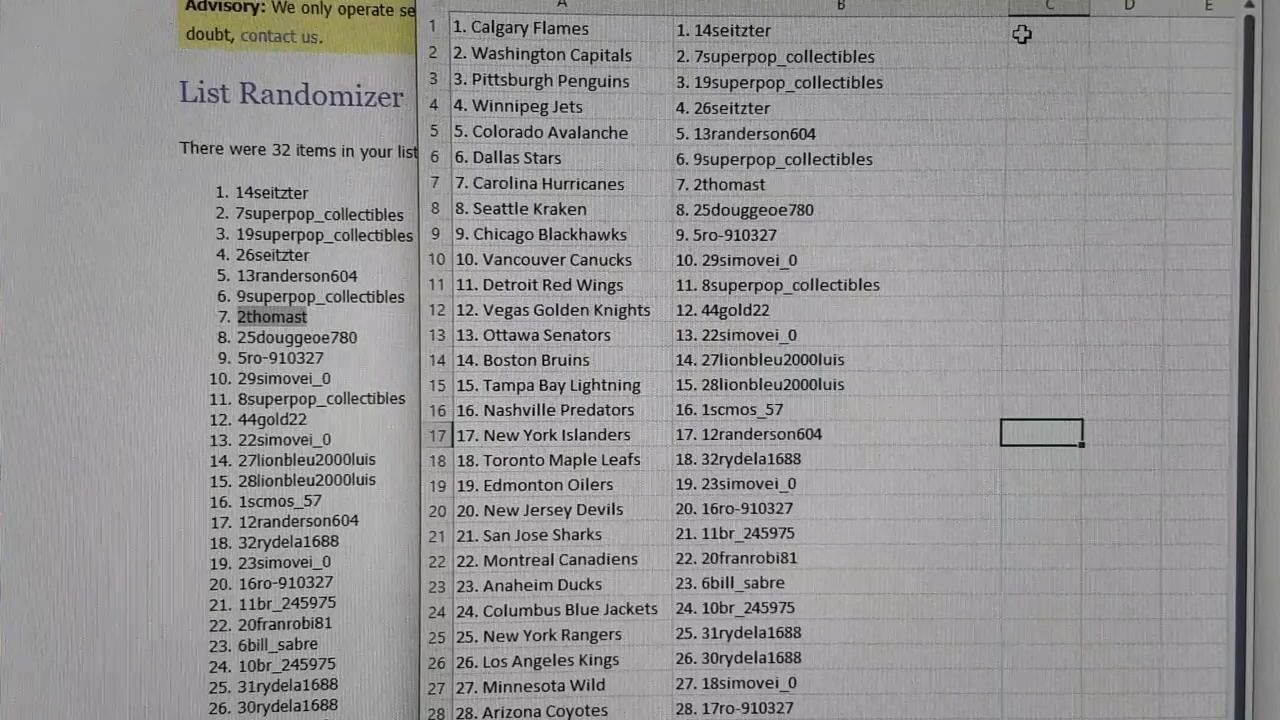 Advisory: We only operate se
doubt, contact us.
List Randomizer
There were 32 items in your list
1. 14seitzter
2. 7superpop_collectibles
3. 19superpop_collectibles
4. 26seitzter
5. 13randerson604
6. 9superpop_collectibles
7. 2thomast
8. 25douggeoe780
9. 5ro-910327
10. 29simovei_0
11. 8superpop_collectibles
12. 44gold22
13. 22simovei_0
14. 27lionbleu2000luis
15. 28lionbleu2000luis
16. 1scmos_57
17. 12randerson604
18. 32rydela1688
19. 23simovei_0
20. 16ro-910327
21. 11br_245975
22. 20franrobi81
23. 6bill_sabre
24. 10br_245975
25. 31rydela1688
26. 30rydela1688
A B C D E
1 1. Calgary Flames 1. 14seitzter
2 2. Washington Capitals 2. 7superpop_collectibles
3 3. Pittsburgh Penguins 3. 19superpop_collectibles
4 4. Winnipeg Jets 4. 26seitzter
5 5. Colorado Avalanche 5. 13randerson604
6 6. Dallas Stars 6. 9superpop_collectibles
7 7. Carolina Hurricanes 7. 2thomast
8 8. Seattle Kraken 8. 25douggeoe780
9 9. Chicago Blackhawks 9. 5ro-910327
10 10. Vancouver Canucks 10. 29simovei_0
11 11. Detroit Red Wings 11. 8superpop_collectibles
12 12. Vegas Golden Knights 12. 44gold22
13 13. Ottawa Senators 13. 22simovei_0
14 14. Boston Bruins 14. 27lionbleu2000luis
15 15. Tampa Bay Lightning 15. 28lionbleu2000luis
16 16. Nashville Predators 16. 1scmos_57
17 17. New York Islanders 17. 12randerson604
18 18. Toronto Maple Leafs 18. 32rydela1688
19 19. Edmonton Oilers 19. 23simovei_0
20 20. New Jersey Devils 20. 16ro-910327
21 21. San Jose Sharks 21. 11br_245975
22 22. Montreal Canadiens 22. 20franrobi81
23 23. Anaheim Ducks 23. 6bill_sabre
24 24. Columbus Blue Jackets 24. 10br_245975
25 25. New York Rangers 25. 31rydela1688
26 26. Los Angeles Kings 26. 30rydela1688
27 27. Minnesota Wild 27. 18simovei_0
28 28. Arizona Coyotes 28. 17ro-910327